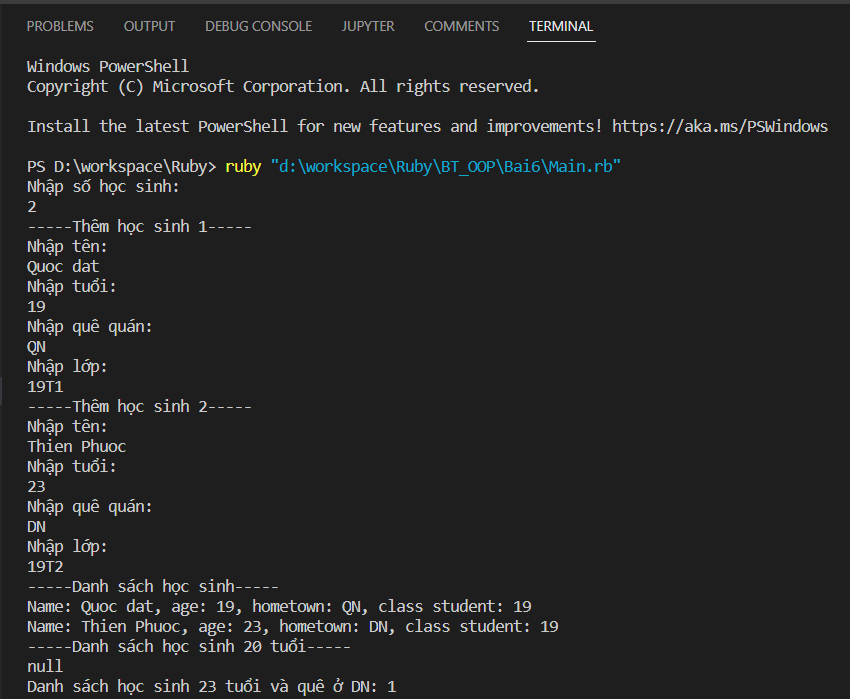 PROBLEMS OUTPUT DEBUG CONSOLE JUPYTER COMMENTS TERMINAL
Windows PowerShell
Copyright (C) Microsoft Corporation. All rights reserved.
Install the latest PowerShell for new features and improvements! https://aka.ms/PSWindows
PS D:\workspace\Ruby> ruby "d:\workspace\Ruby\BT_OOP\Bai6\Main.rb"
Nhập số học sinh:
2
-----Thêm học sinh 1-----
Nhập tên:
Quoc dat
Nhập tuổi:
19
Nhập quê quán:
QN
Nhập lớp:
19T1
-----Thêm học sinh 2-----
Nhập tên:
Thien Phuoc
Nhập tuổi:
23
Nhập quê quán:
DN
Nhập lớp:
19T2
-----Danh sách học sinh-----
Name: Quoc dat, age: 19, hometown: QN, class student: 19
Name: Thien Phuoc, age: 23, hometown: DN, class student: 19
-----Danh sách học sinh 20 tuổi-----
null
Danh sách học sinh 23 tuổi và quê ở DN: 1